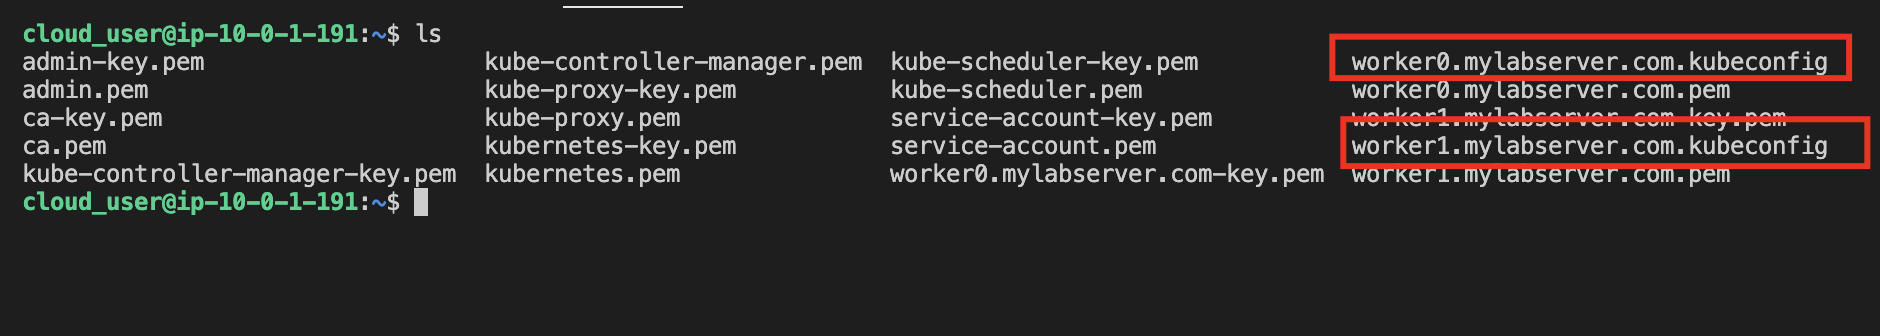 cloud_user@ip-10-0-1-191:~$ ls
admin-key.pem kube-controller-manager.pem kube-scheduler-key.pem worker0.mylabserver.com.kubeconfig
admin.pem kube-proxy-key.pem kube-scheduler.pem worker0.mylabserver.com.pem
ca-key.pem kube-proxy.pem service-account-key.pem worker1.mylabserver.com-key.pem
ca.pem kubernetes-key.pem service-account.pem worker1.mylabserver.com.kubeconfig
kube-controller-manager-key.pem kubernetes.pem worker0.mylabserver.com-key.pem worker1.mylabserver.com.pem
cloud_user@ip-10-0-1-191:~$